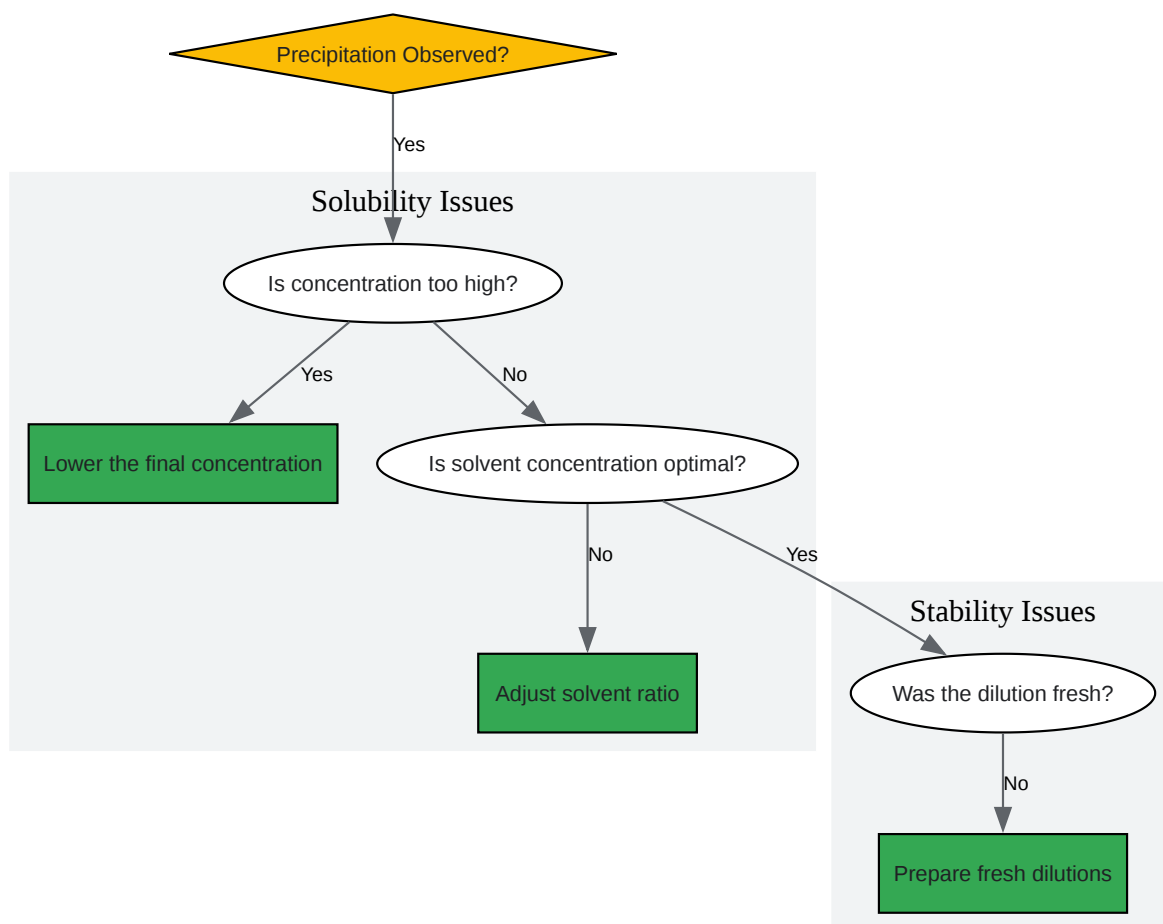 Precipitation Observed?
Yes
Solubility Issues
Is concentration too high?
Yes
No
Lower the final concentration
Is solvent concentration optimal?
No
Yes
Stability Issues
Adjust solvent ratio
Was the dilution fresh?
No
Prepare fresh dilutions